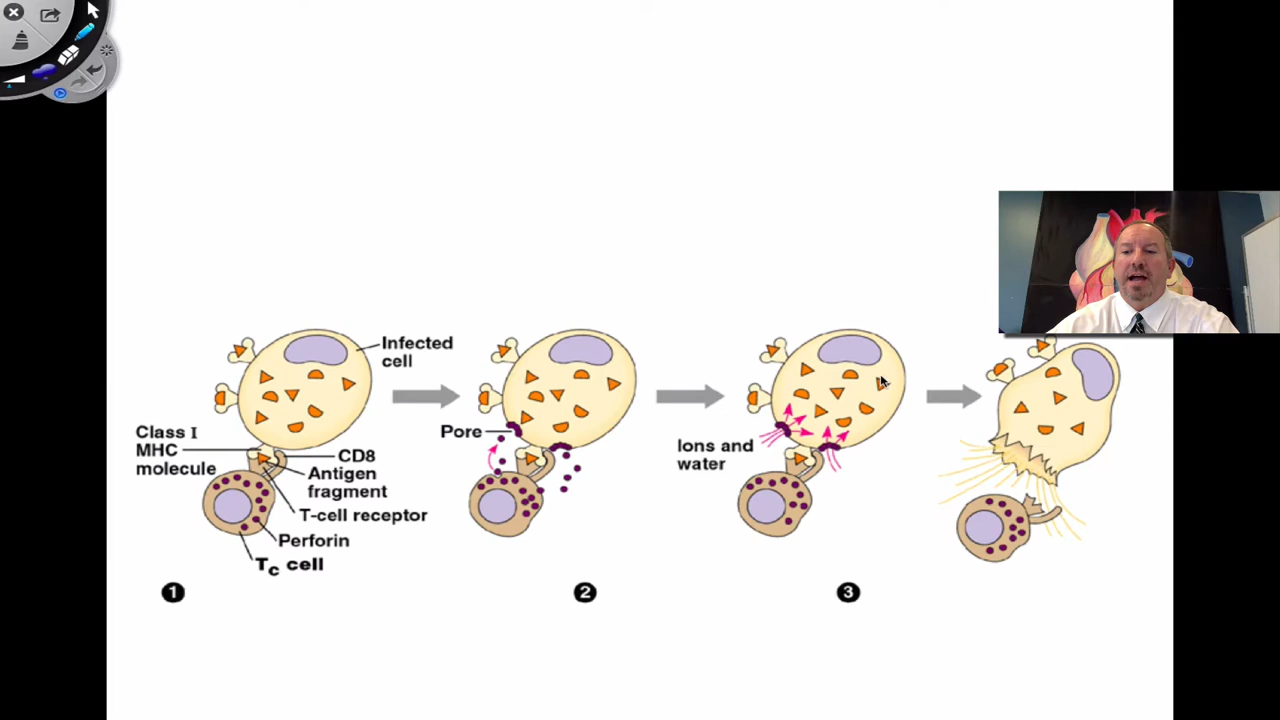 Infected
cell
Class I
MHC
molecule
CD8
Antigen
fragment
T-cell receptor
Perforin
Tc cell
Pore
Ions and
water
1
2
3